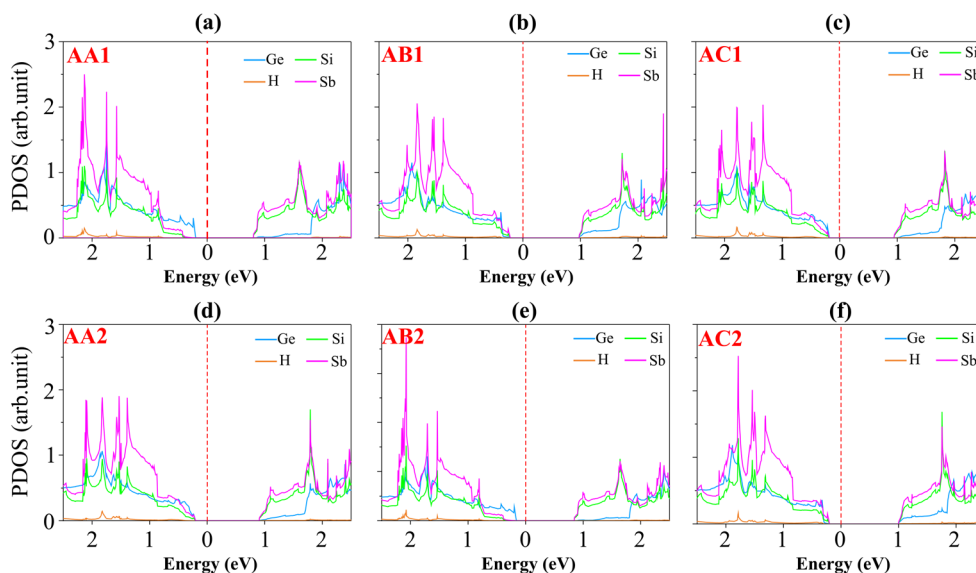 (a) (b) (c)
PDOS (arb.unit)
3
2
1
0
AA1
Ge Si
H Sb
2 1 0 1 2
Energy (eV)
AB1
Ge Si
H Sb
2 1 0 1 2
Energy (eV)
AC1
Ge Si
H Sb
2 1 0 1 2
Energy (eV)
(d) (e) (f)
PDOS (arb.unit)
3
2
1
0
AA2
Ge Si
H Sb
2 1 0 1 2
Energy (eV)
AB2
Ge Si
H Sb
2 1 0 1 2
Energy (eV)
AC2
Ge Si
H Sb
2 1 0 1 2
Energy (eV)